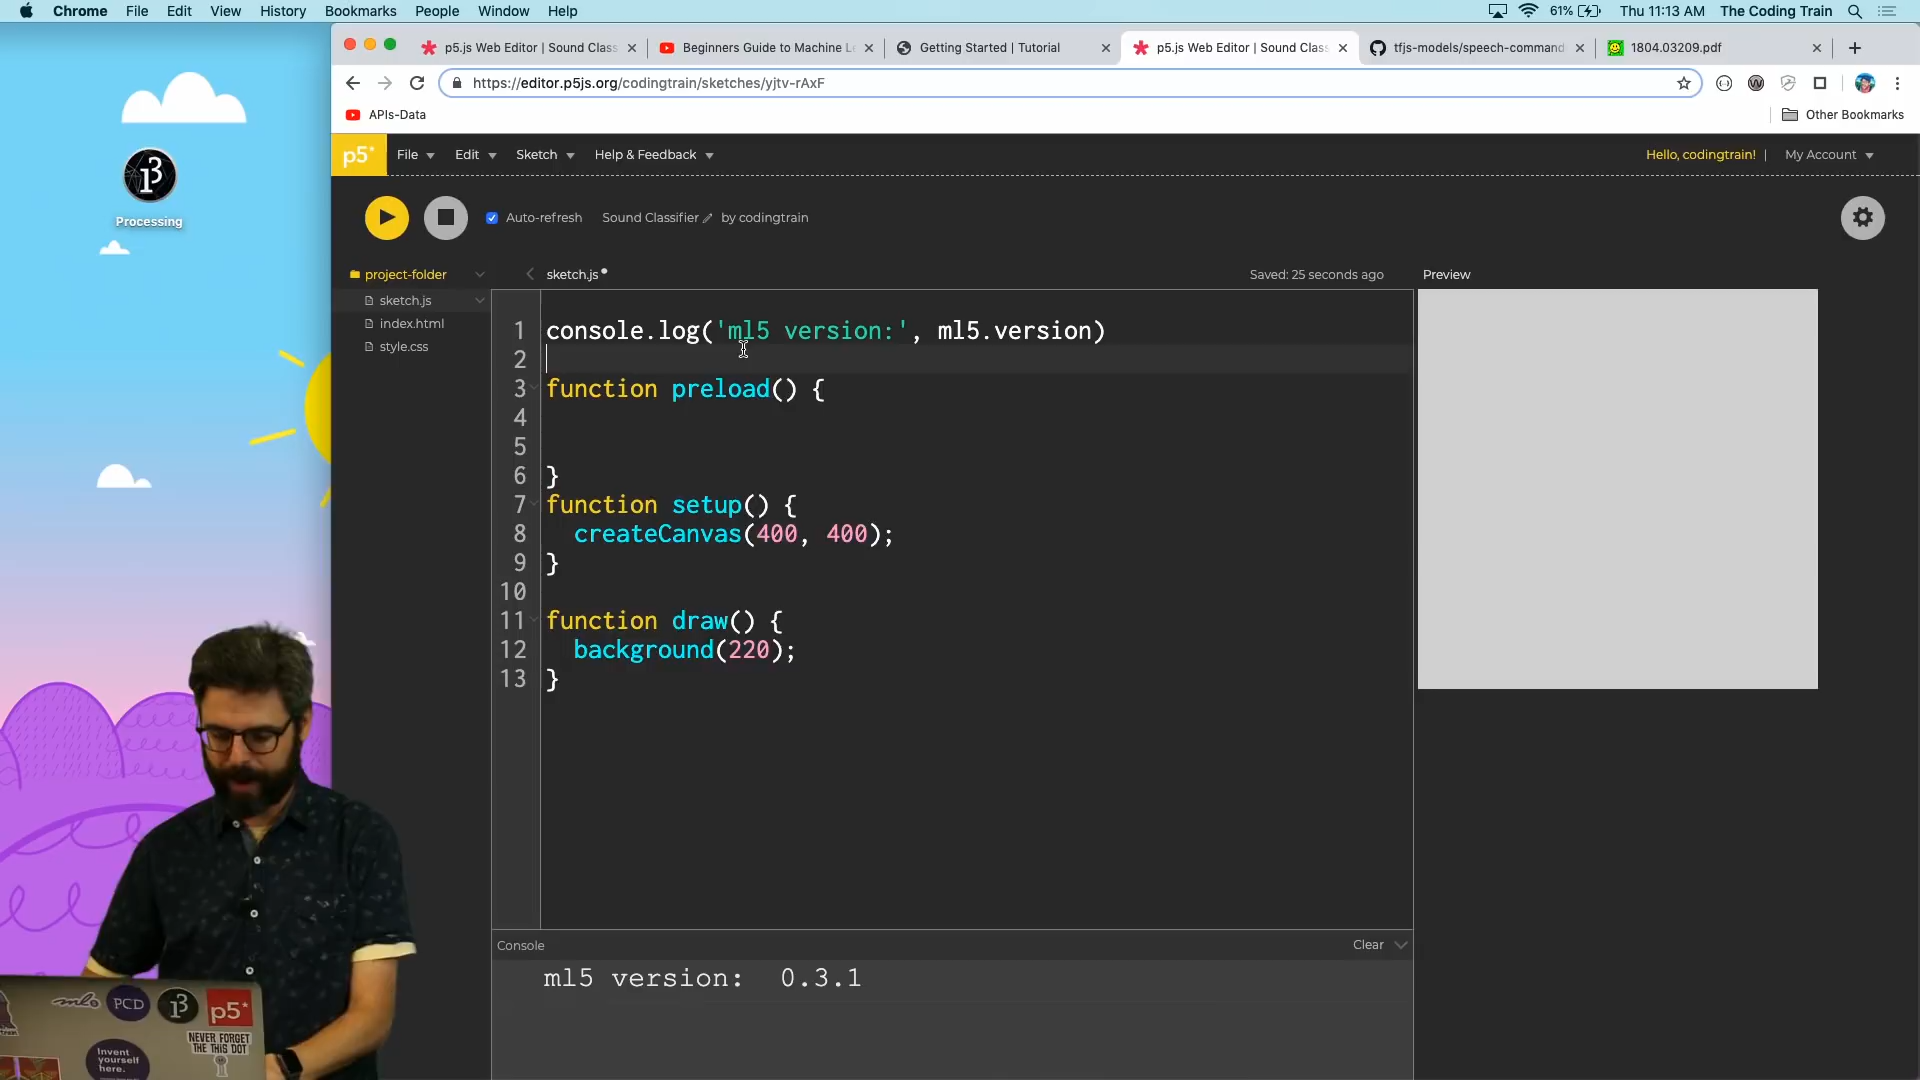 Chrome File Edit View History Bookmarks People Window Help
61% Thu 11:13 AM The Coding Train
p5.js Web Editor | Sound Class
Beginners Guide to Machine Le
Getting Started | Tutorial
p5.js Web Editor | Sound Class
tfjs-models/speech-command
1804.03209.pdf
https://editor.p5js.org/codingtrain/sketches/yjtv-rAxF
APIs-Data
Other Bookmarks
p5* File Edit Sketch Help & Feedback
Hello, codingtrain! | My Account
Processing
Auto-refresh Sound Classifier by codingtrain
project-folder
sketch.js
index.html
style.css
sketch.js
Saved: 25 seconds ago
Preview
1 console.log('ml5 version:', ml5.version)
2
3 function preload() {
4
5
6 }
7 function setup() {
8 createCanvas(400, 400);
9 }
10
11 function draw() {
12 background(220);
13 }
Console
Clear
ml5 version: 0.3.1
PCD
p5*
NEVER FORGET
THE THIS DOT
Invent
yourself
here.